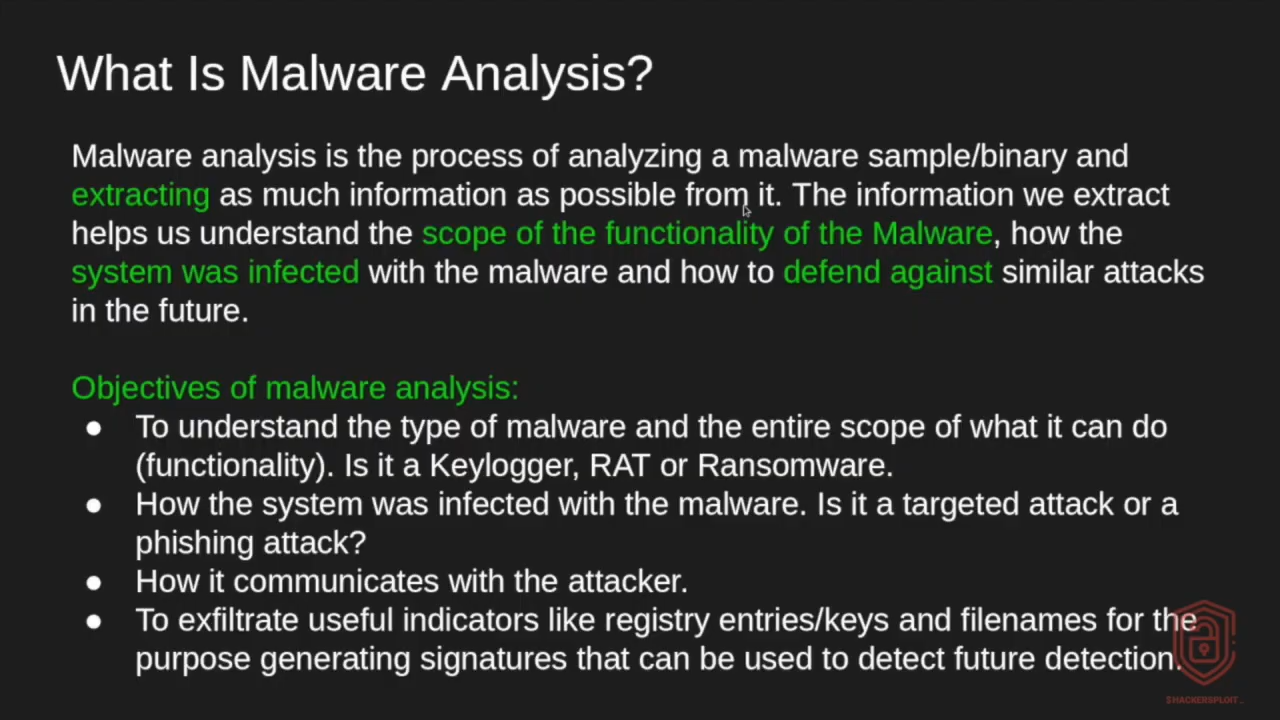 What Is Malware Analysis?
Malware analysis is the process of analyzing a malware sample/binary and
extracting as much information as possible from it. The information we extract
helps us understand the scope of the functionality of the Malware, how the
system was infected with the malware and how to defend against similar attacks
in the future.
Objectives of malware analysis:
● To understand the type of malware and the entire scope of what it can do
(functionality). Is it a Keylogger, RAT or Ransomware.
● How the system was infected with the malware. Is it a targeted attack or a
phishing attack?
● How it communicates with the attacker.
● To exfiltrate useful indicators like registry entries/keys and filenames for the
purpose generating signatures that can be used to detect future detection.